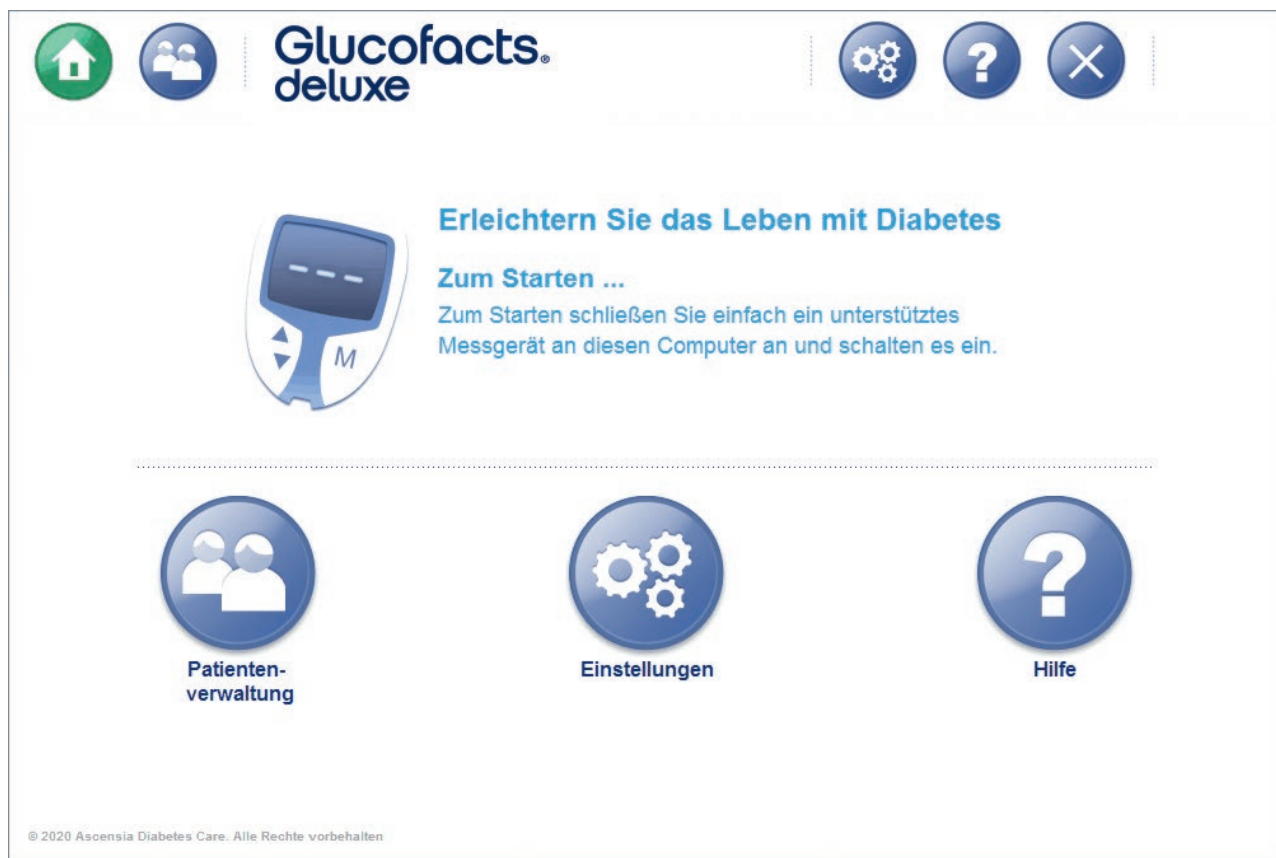 Glucofacts®
deluxe
Erleichtern Sie das Leben mit Diabetes
Zum Starten ...
Zum Starten schließen Sie einfach ein unterstütztes
Messgerät an diesen Computer an und schalten es ein.
M
Patienten-
verwaltung
Einstellungen
Hilfe
© 2020 Ascensia Diabetes Care. Alle Rechte vorbehalten